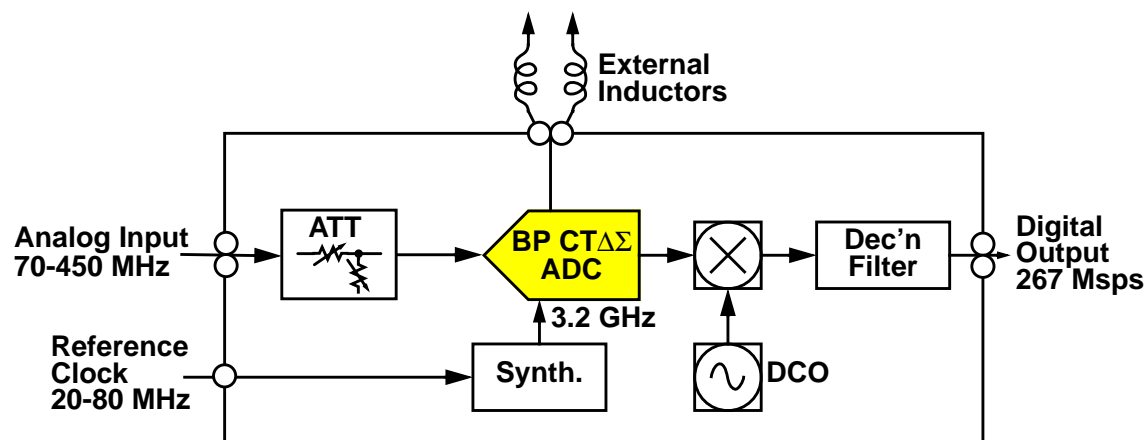 External
Inductors
ATT
Analog Input
70-450 MHz
BP CTΔΣ
ADC
Dec'n
Filter
Digital
Output
267 Msps
3.2 GHz
Reference
Clock
20-80 MHz
Synth.
DCO